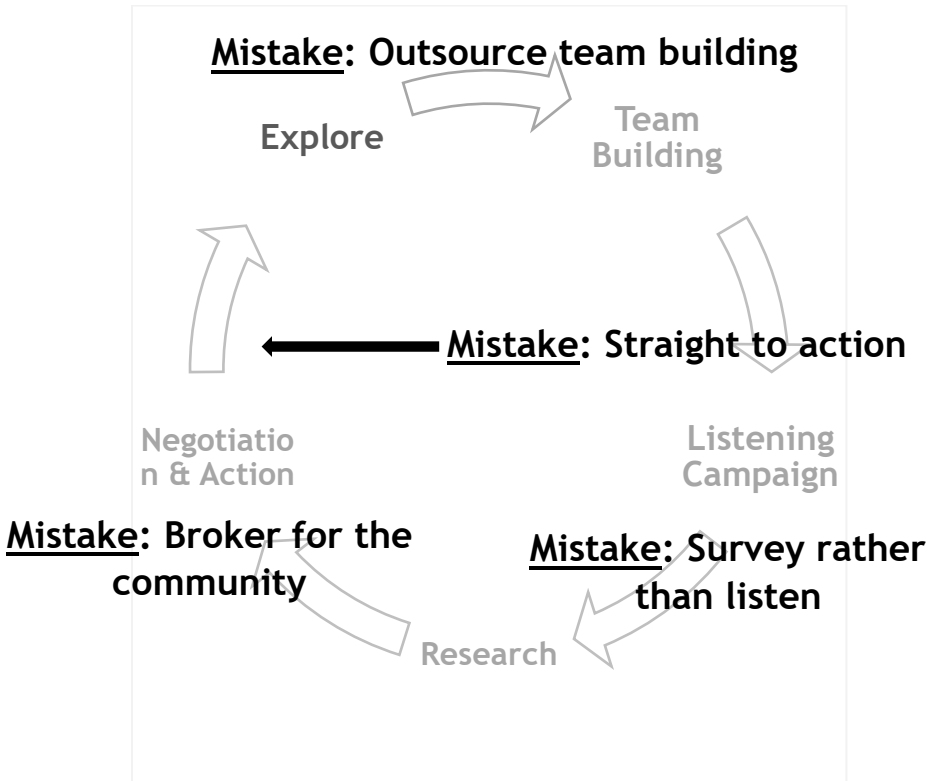 Mistake: Outsource team building
Explore
Team
Building
Mistake: Straight to action
Negotiatio
n & Action
Listening
Campaign
Mistake: Broker for the
community
Mistake: Survey rather
than listen
Research